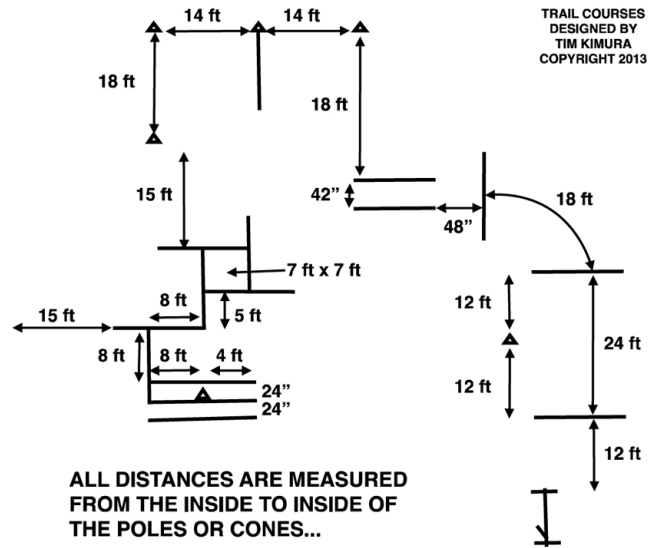 14 ft
14 ft
TRAIL COURSES
DESIGNED BY
TIM KIMURA
COPYRIGHT 2013
18 ft
18 ft
15 ft
42”
48”
18 ft
7 ft x 7 ft
12 ft
15 ft
8 ft
5 ft
24 ft
8 ft
8 ft
4 ft
12 ft
24”
24”
12 ft
ALL DISTANCES ARE MEASURED
FROM THE INSIDE TO INSIDE OF
THE POLES OR CONES...